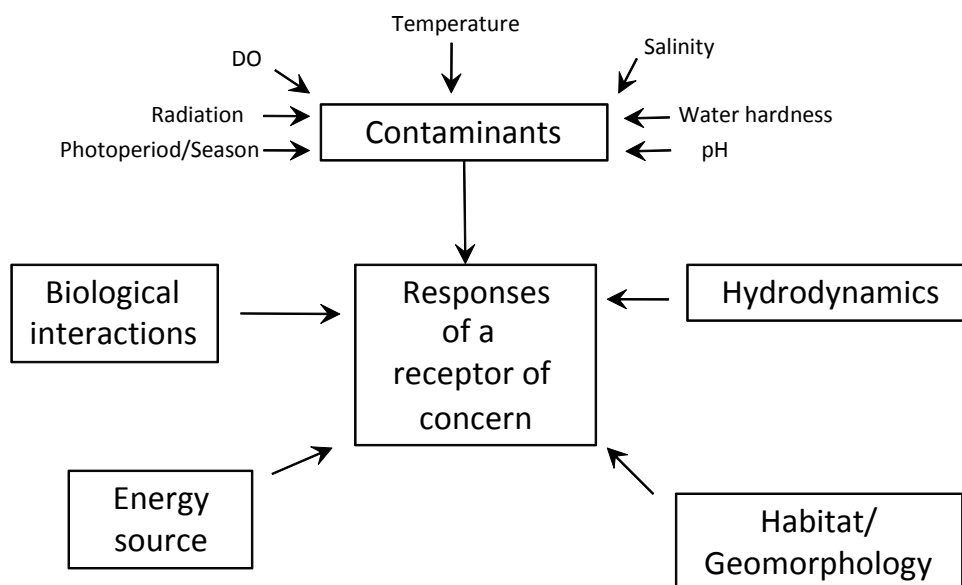 Temperature
DO
Salinity
Radiation
Contaminants
Water hardness
Photoperiod/Season
pH
Biological
interactions
Responses
of a
receptor of
concern
Hydrodynamics
Energy
source
Habitat/
Geomorphology